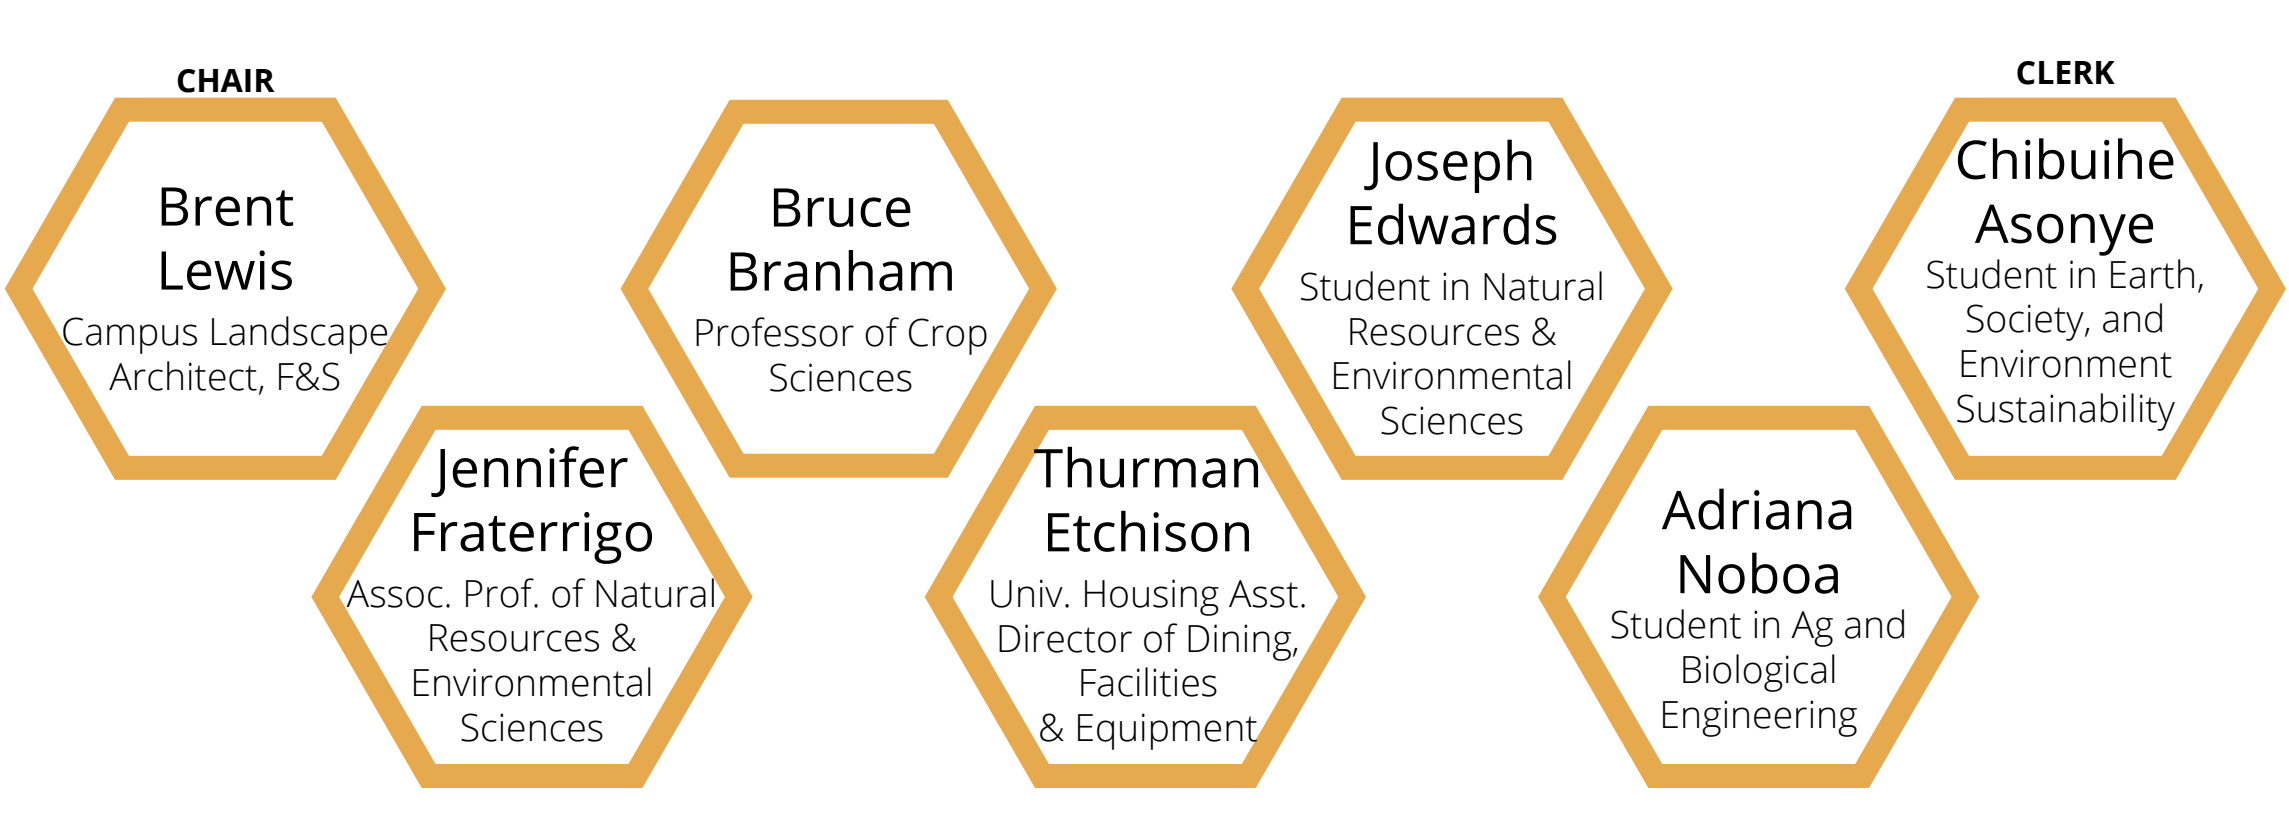 CHAIR
Brent
Lewis
Campus Landscape
Architect, F&S
Jennifer
Fraterrigo
Assoc. Prof. of Natural
Resources &
Environmental
Sciences
Bruce
Branham
Professor of Crop
Sciences
Thurman
Etchison
Univ. Housing Asst.
Director of Dining,
Facilities
& Equipment
Joseph
Edwards
Student in Natural
Resources &
Environmental
Sciences
Adriana
Noboa
Student in Ag and
Biological
Engineering
CLERK
Chibuihe
Asonye
Student in Earth,
Society, and
Environment
Sustainability